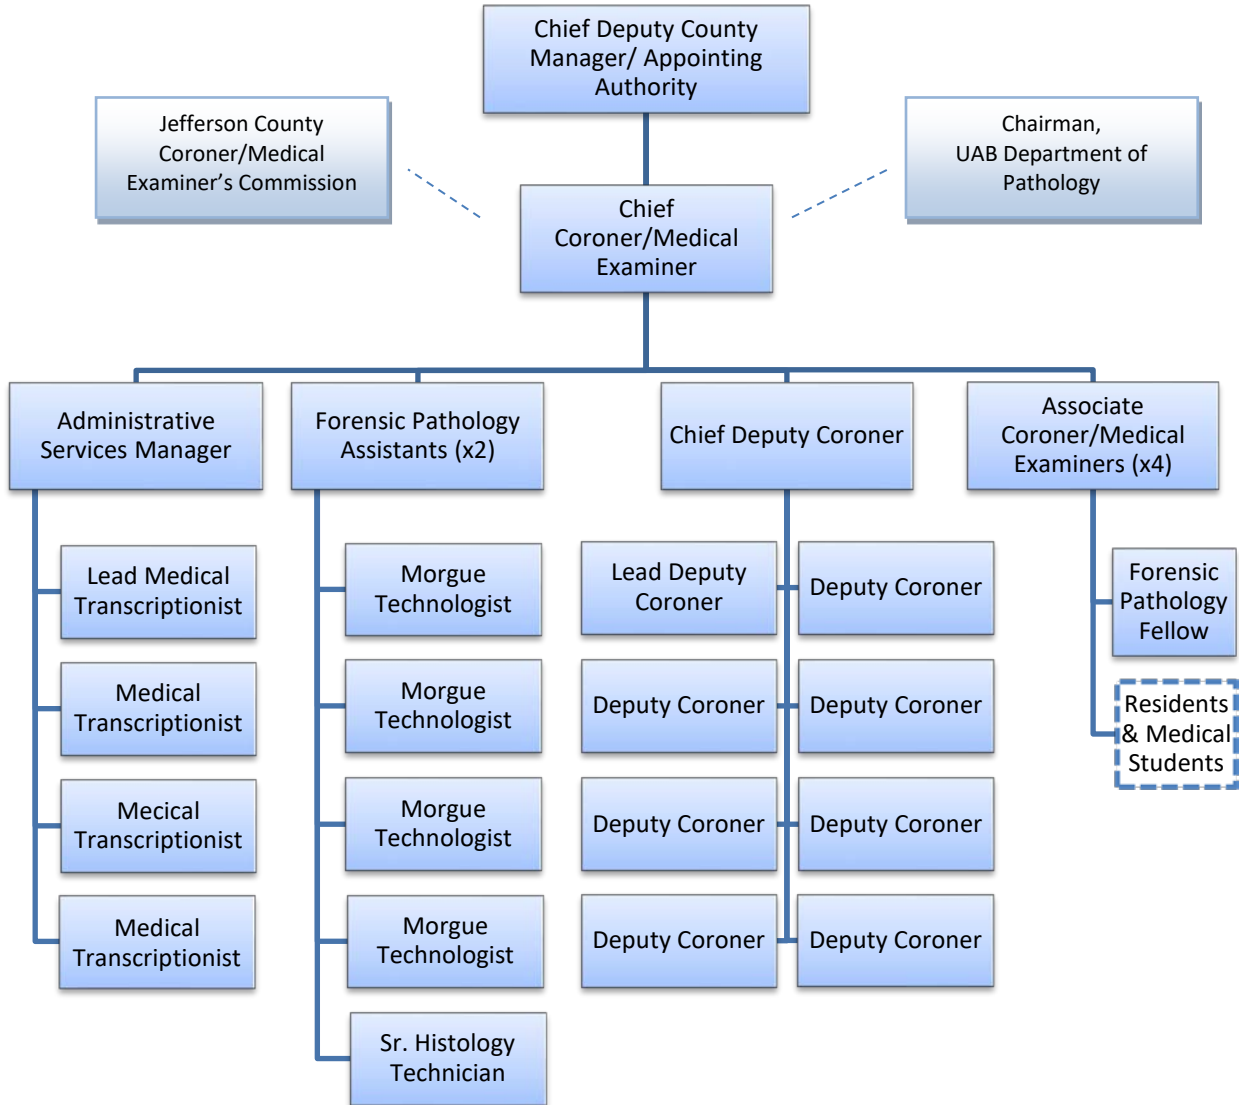 Chief Deputy County
Manager/ Appointing
Authority
Jefferson County
Coroner/Medical
Examiner’s Commission
Chairman,
UAB Department of
Pathology
Chief
Coroner/Medical
Examiner
Administrative
Services Manager
Forensic Pathology
Assistants (x2)
Chief Deputy Coroner
Associate
Coroner/Medical
Examiners (x4)
Lead Medical
Transcriptionist
Medical
Transcriptionist
Mecical
Transcriptionist
Medical
Transcriptionist
Morgue
Technologist
Morgue
Technologist
Morgue
Technologist
Morgue
Technologist
Sr. Histology
Technician
Lead Deputy
Coroner
Deputy Coroner
Deputy Coroner
Deputy Coroner
Deputy Coroner
Deputy Coroner
Deputy Coroner
Deputy Coroner
Forensic
Pathology
Fellow
Residents
& Medical
Students